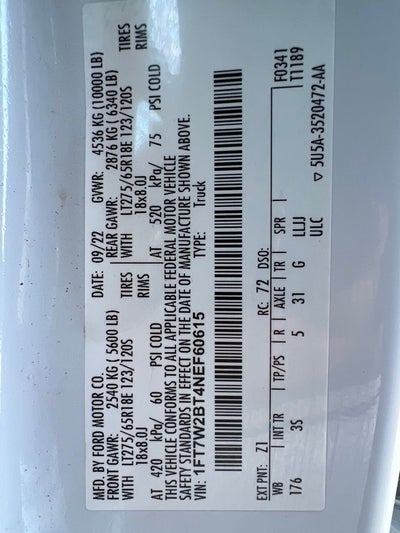 MFD. BY FORD MOTOR CO.
DATE: 09/22 GVWR: 4536 KG (10000 LB)
FRONT GAWR: 2540 KG ( 5600 LB) REAR GAWR: 2876 KG ( 6340 LB)
WITH LT275/65R18E 123/120S TIRES WITH LT275/65R18E 123/120S TIRES
18x8.0J RIMS 18x8.0J RIMS
AT 420 kPa/ 60 PSI COLD AT 520 kPa/ 75 PSI COLD
THIS VEHICLE CONFORMS TO ALL APPLICABLE FEDERAL MOTOR VEHICLE
SAFETY STANDARDS IN EFFECT ON THE DATE OF MANUFACTURE SHOWN ABOVE.
VIN: 1FT7W2BT4NEF60615 TYPE: Truck
F0341
T1189
EXT PNT: Z1 RC: 72 DSO:
WB INT TR TP/PS R AXLE TR SPR
176 3S 5 31 G LLJJ
ULC
▽ 5U5A-3520472-AA